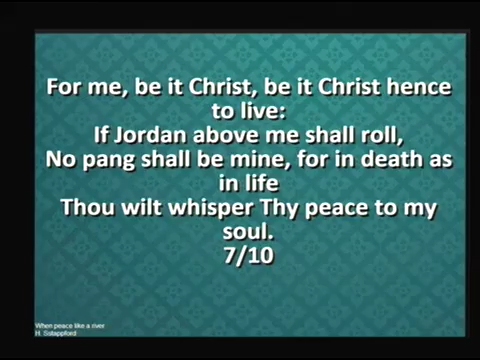 For me, be it Christ, be it Christ hence
to live:
If Jordan above me shall roll,
No pang shall be mine, for in death as
in life
Thou wilt whisper Thy peace to my
soul.
7/10
When peace like a river
H. Sstappford